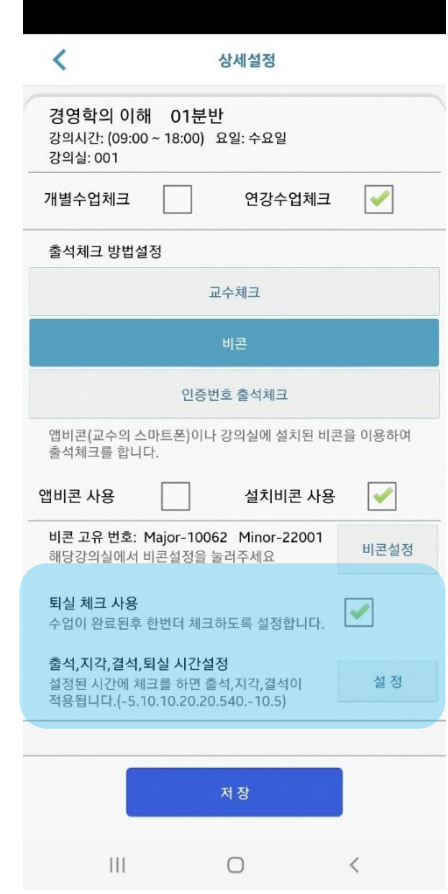 상세설정
경영학의 이해 01분반
강의시간: (09:00 ~ 18:00) 요일: 수요일
강의실: 001
개별수업체크 연강수업체크
출석체크 방법설정
교수체크
비콘
인증번호 출석체크
앱비콘(교수의 스마트폰)이나 강의실에 설치된 비콘을 이용하여
출석체크를 합니다.
앱비콘 사용 설치비콘 사용
비콘 고유 번호: Major-10062 Minor-22001
해당강의실에서 비콘설정을 눌러주세요
비콘설정
퇴실 체크 사용
수업이 완료된후 한번더 체크하도록 설정합니다.
출석,지각,결석,퇴실 시간설정
설정된 시간에 체크를 하면 출석,지각,결석이
적용됩니다.(-5.10.10.20.20.540.-10.5)
설 정
저 장